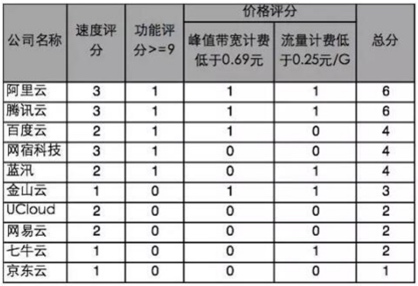 公司名称 速度评分 功能评分>=9 价格评分 总分
峰值带宽计费低于0.69元 流量计费低于0.25元/G
阿里云 3 1 1 1 6
腾讯云 3 1 1 1 6
百度云 2 1 1 0 4
网宿科技 3 1 0 0 4
蓝汛 2 1 0 1 4
金山云 1 0 1 1 3
UCloud 2 0 0 0 2
网易云 2 0 0 0 2
七牛云 1 0 0 1 2
京东云 1 0 0 0 1